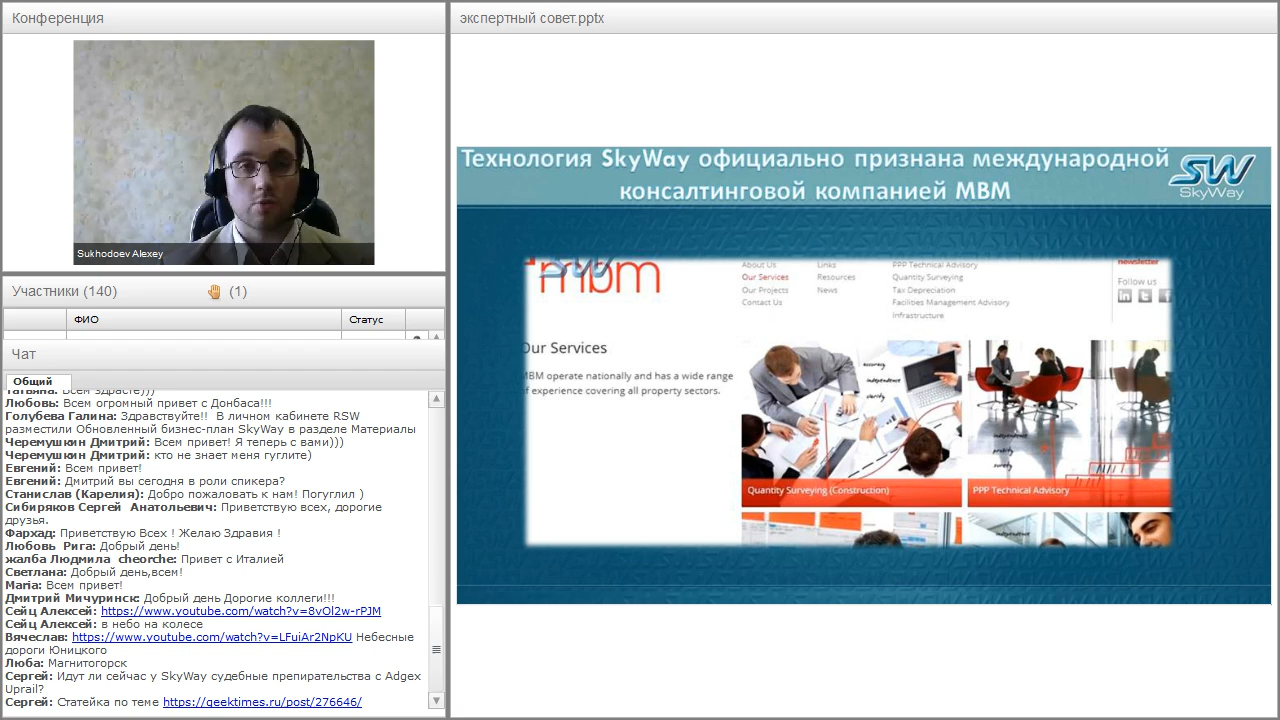 Конференция
Sukhodoev Alexey
Участники (140)
(1)
ФИО
Статус
Чат
Общий
Татьяна: Всем здрасте)))
Любовь: Всем огромный привет с Донбаса!!!
Голубева Галина: Здравствуйте!! В личном кабинете RSW
разместили Обновленный бизнес-план SkyWay в разделе Материалы
Черемушкин Дмитрий: Всем привет! Я теперь с вами)))
Черемушкин Дмитрий: кто не знает меня гуглите)
Евгений: Всем привет!
Евгений: Дмитрий вы сегодня в роли спикера?
Станислав (Карелия): Добро пожаловать к нам! Погуглил )
Сибиряков Сергей Анатольевич: Приветствую всех, дорогие
друзья.
Фархад: Приветствую Всех ! Желаю Здравия !
Любовь Рига: Добрый день!
жалба Людмила cheorche: Привет с Италией
Светлана: Добрый день,всем!
Maria: Всем привет!
Дмитрий Мичуринск: Добрый день Дорогие коллеги!!!
Сейц Алексей: https://www.youtube.com/watch?v=8vOl2w-rPJM
Сейц Алексей: в небо на колесе
Вячеслав: https://www.youtube.com/watch?v=LFuiAr2NpKU Небесные
дороги Юницкого
Люба: Магнитогорск
Сергей: Идут ли сейчас у SkyWay судебные препирательства с Adgex
Uprail?
Сергей: Статейка по теме https://geektimes.ru/post/276646/
экспертный совет.pptx
Технология SkyWay официально признана международной
консалтинговой компанией MBM
SW
SkyWay
SW
mbm
About Us
Our Services
Our Projects
Contact Us
Links
Resources
News
PPP Technical Advisory
Quantity Surveying
Tax Depreciation
Facilities Management Advisory
Infrastructure
newsletter
Follow us
Our Services
MBM operate nationally and has a wide range
of experience covering all property sectors.
accuracy
independence
clarity
independence
probity
surety
Quantity Surveying (Construction)
PPP Technical Advisory